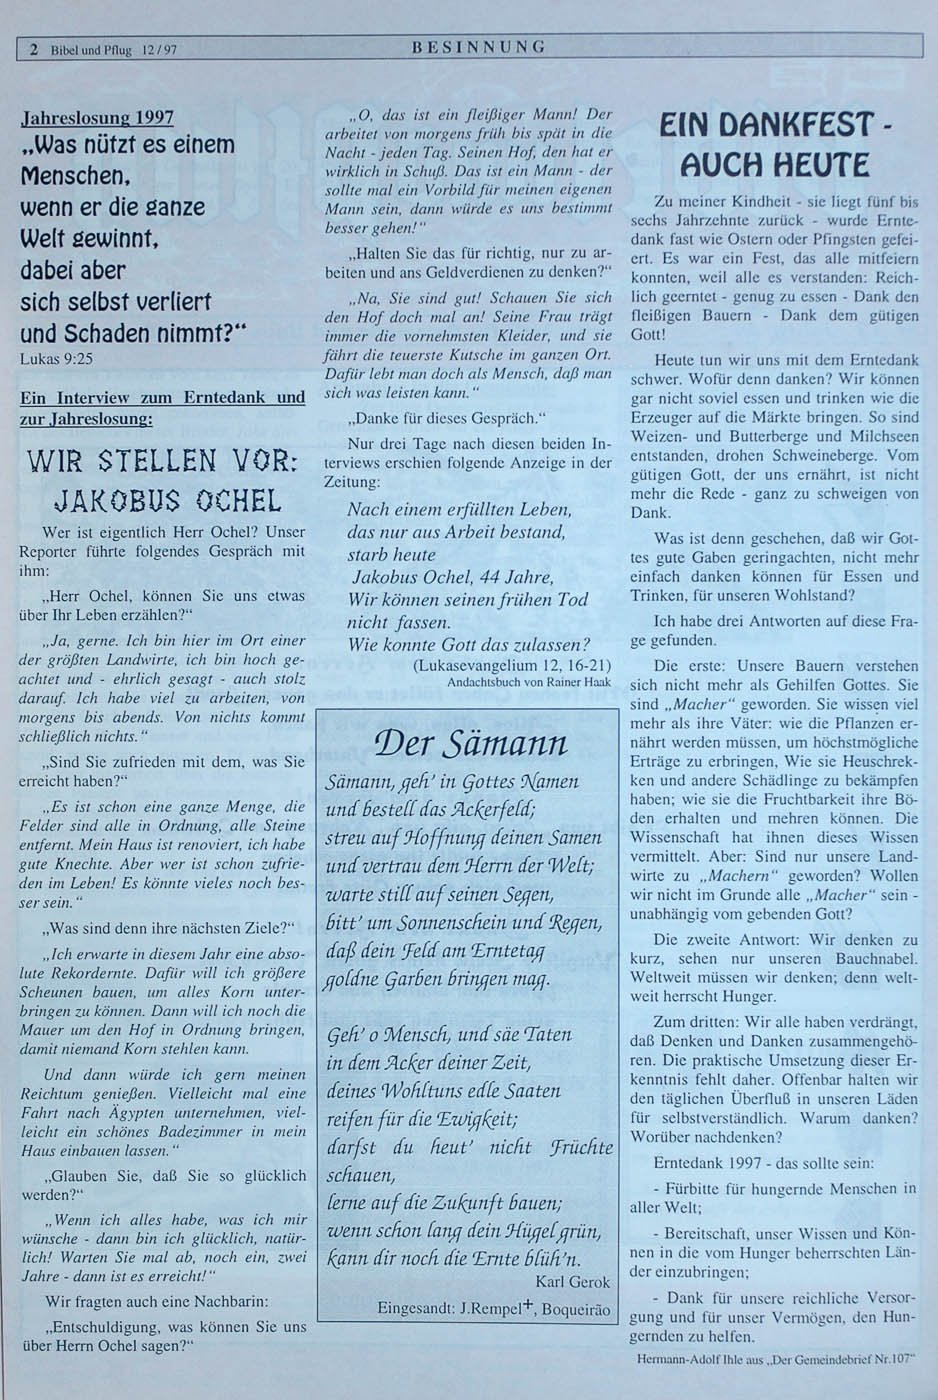 2 Bibel und Pflug 12/97
BESINNUNG
Jahreslosung 1997
„Was nützt es einem
Menschen,
wenn er die ganze
Welt gewinnt,
dabei aber
sich selbst verliert
und Schaden nimmt?“
Lukas 9:25
Ein Interview zum Erntedank und
zur Jahreslosung:
WIR STELLEN VOR:
JAKOBUS OCHEL
Wer ist eigentlich Herr Ochel? Unser
Reporter führte folgendes Gespräch mit
ihm:
„Herr Ochel, können Sie uns etwas
über Ihr Leben erzählen?“
„Ja, gerne. Ich bin hier im Ort einer
der größten Landwirte, ich bin hoch ge-
achtet und - ehrlich gesagt - auch stolz
darauf. Ich habe viel zu arbeiten, von
morgens bis abends. Von nichts kommt
schließlich nichts.“
„Sind Sie zufrieden mit dem, was Sie
erreicht haben?“
„Es ist schon eine ganze Menge, die
Felder sind alle in Ordnung, alle Steine
entfernt. Mein Haus ist renoviert, ich habe
gute Knechte. Aber wer ist schon zufrie-
den im Leben! Es könnte vieles noch bes-
ser sein.“
„Was sind denn ihre nächsten Ziele?“
„Ich erwarte in diesem Jahr eine abso-
lute Rekordernte. Dafür will ich größere
Scheunen bauen, um alles Korn unter-
bringen zu können. Dann will ich noch die
Mauer um den Hof in Ordnung bringen,
damit niemand Korn stehlen kann.
Und dann würde ich gern meinen
Reichtum genießen. Vielleicht mal eine
Fahrt nach Ägypten unternehmen, viel-
leicht ein schönes Badezimmer in mein
Haus einbauen lassen.“
„Glauben Sie, daß Sie so glücklich
werden?“
„Wenn ich alles habe, was ich mir
wünsche - dann bin ich glücklich, natür-
lich! Warten Sie mal ab, noch ein, zwei
Jahre - dann ist es erreicht!“
Wir fragten auch eine Nachbarin:
„Entschuldigung, was können Sie uns
über Herrn Ochel sagen?“
„O, das ist ein fleißiger Mann! Der
arbeitet von morgens früh bis spät in die
Nacht - jeden Tag. Seinen Hof, den hat er
wirklich in Schuß. Das ist ein Mann - der
sollte mal ein Vorbild für meinen eigenen
Mann sein, dann würde es uns bestimmt
besser gehen!“
„Halten Sie das für richtig, nur zu ar-
beiten und ans Geldverdienen zu denken?“
„Na, Sie sind gut! Schauen Sie sich
den Hof doch mal an! Seine Frau trägt
immer die vornehmsten Kleider, und sie
fährt die teuerste Kutsche im ganzen Ort.
Dafür lebt man doch als Mensch, daß man
sich was leisten kann.“
„Danke für dieses Gespräch.“
Nur drei Tage nach diesen beiden In-
terviews erschien folgende Anzeige in der
Zeitung:
Nach einem erfüllten Leben,
das nur aus Arbeit bestand,
starb heute
Jakobus Ochel, 44 Jahre,
Wir können seinen frühen Tod
nicht fassen.
Wie konnte Gott das zulassen?
(Lukasevangelium 12, 16-21)
Andachtsbuch von Rainer Haak
Der Sämann
Sämann, geh' in Gottes Namen
und bestell das Ackerfeld;
streu auf Hoffnung deinen Samen
und vertrau dem Herrn der Welt;
warte still auf seinen Segen,
bitt' um Sonnenschein und Regen,
daß dein Feld am Erntetag
goldne Garben bringen mag.
Geh' o Mensch, und säe Taten
in dem Acker deiner Zeit,
deines Wohltuns edle Saaten
reifen für die Ewigkeit;
darfst du heut' nicht Früchte
schauen,
lerne auf die Zukunft bauen;
wenn schon lang dein Hügel grün,
kann dir noch die Ernte blüh'n.
Karl Gerok
Eingesandt: J.Rempel+, Boqueirão
EIN DANKFEST -
AUCH HEUTE
Zu meiner Kindheit - sie liegt fünf bis
sechs Jahrzehnte zurück - wurde Ernte-
dank fast wie Ostern oder Pfingsten gefei-
ert. Es war ein Fest, das alle mitfeiern
konnten, weil alle es verstanden: Reich-
lich geerntet - genug zu essen - Dank den
fleißigen Bauern - Dank dem gütigen
Gott!
Heute tun wir uns mit dem Erntedank
schwer. Wofür denn danken? Wir können
gar nicht soviel essen und trinken wie die
Erzeuger auf die Märkte bringen. So sind
Weizen- und Butterberge und Milchseen
entstanden, drohen Schweineberge. Vom
gütigen Gott, der uns ernährt, ist nicht
mehr die Rede - ganz zu schweigen von
Dank.
Was ist denn geschehen, daß wir Got-
tes gute Gaben geringachten, nicht mehr
einfach danken können für Essen und
Trinken, für unseren Wohlstand?
Ich habe drei Antworten auf diese Fra-
ge gefunden.
Die erste: Unsere Bauern verstehen
sich nicht mehr als Gehilfen Gottes. Sie
sind „Macher“ geworden. Sie wissen viel
mehr als ihre Väter: wie die Pflanzen er-
nährt werden müssen, um höchstmögliche
Erträge zu erbringen, Wie sie Heuschrek-
ken und andere Schädlinge zu bekämpfen
haben; wie sie die Fruchtbarkeit ihre Bö-
den erhalten und mehren können. Die
Wissenschaft hat ihnen dieses Wissen
vermittelt. Aber: Sind nur unsere Land-
wirte zu „Machern“ geworden? Wollen
wir nicht im Grunde alle „Macher“ sein -
unabhängig vom gebenden Gott?
Die zweite Antwort: Wir denken zu
kurz, sehen nur unseren Bauchnabel.
Weltweit müssen wir denken; denn welt-
weit herrscht Hunger.
Zum dritten: Wir alle haben verdrängt,
daß Denken und Danken zusammengehö-
ren. Die praktische Umsetzung dieser Er-
kenntnis fehlt daher. Offenbar halten wir
den täglichen Überfluß in unseren Läden
für selbstverständlich. Warum danken?
Worüber nachdenken?
Erntedank 1997 - das sollte sein:
- Fürbitte für hungernde Menschen in
aller Welt;
- Bereitschaft, unser Wissen und Kön-
nen in die vom Hunger beherrschten Län-
der einzubringen;
- Dank für unsere reichliche Versor-
gung und für unser Vermögen, den Hun-
gernden zu helfen.
Hermann-Adolf Ihle aus „Der Gemeindebrief Nr.107“